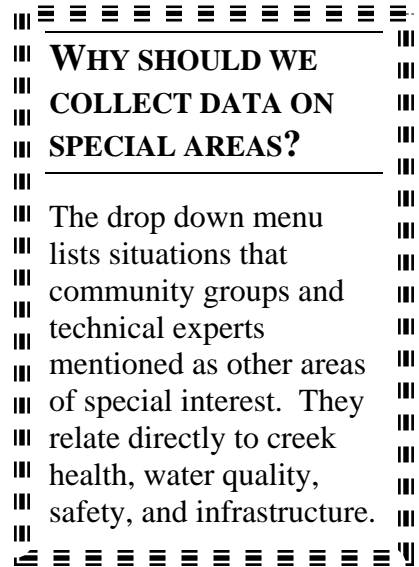 WHY SHOULD WE
COLLECT DATA ON
SPECIAL AREAS?
The drop down menu
lists situations that
community groups and
technical experts
mentioned as other areas
of special interest.  They
relate directly to creek
health, water quality,
safety, and infrastructure.